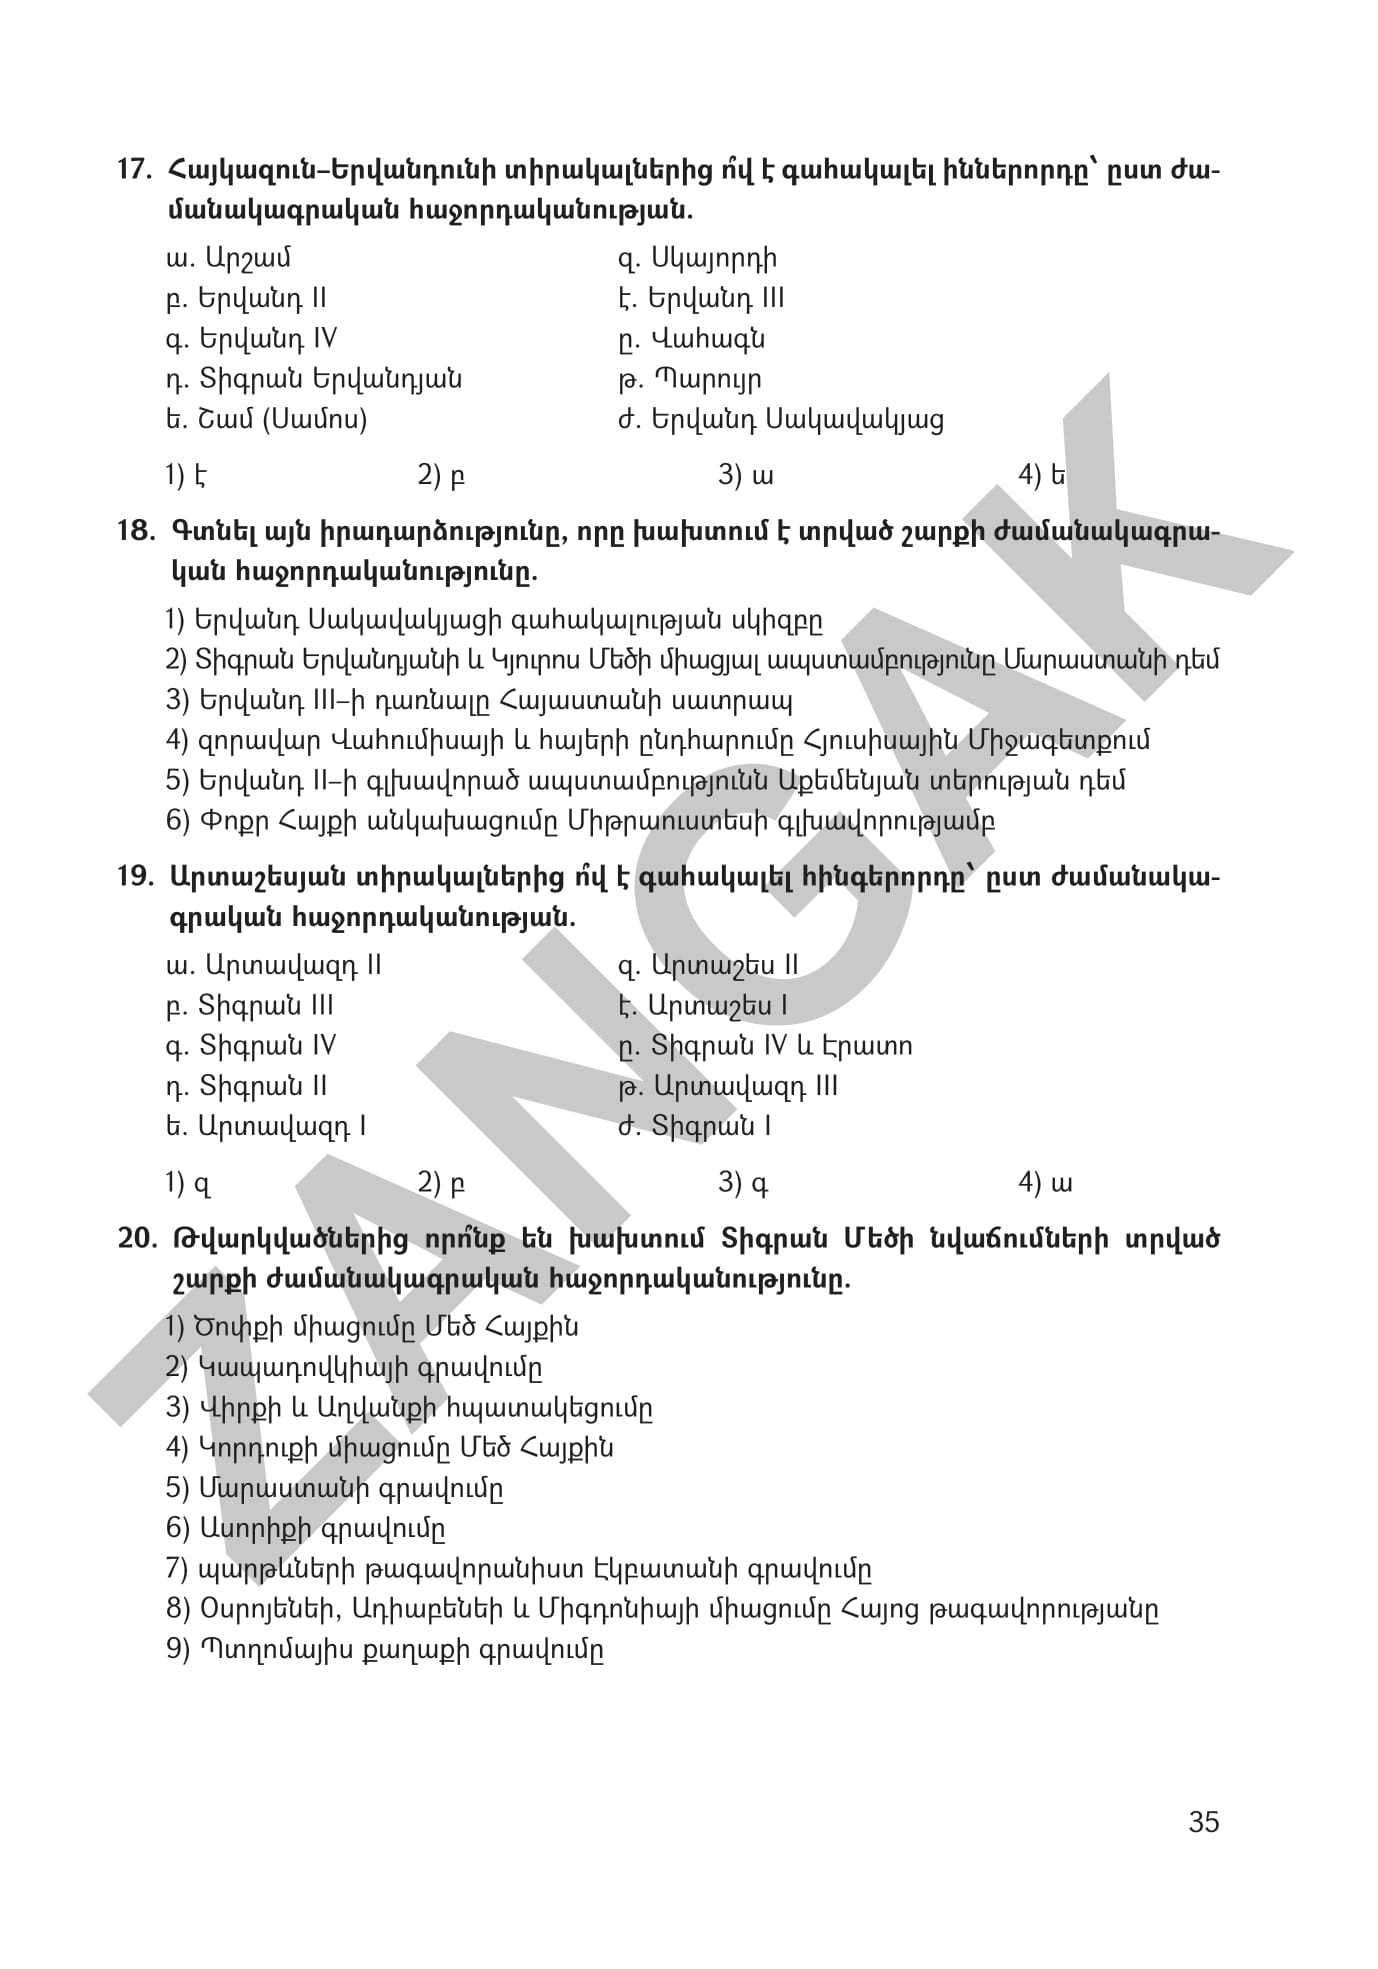 17. Հայկազուն–Երվանդունի տիրակալներից ո՞վ է գահակալել իններորդը՝ ըստ ժա-
մանակագրական հաջորդականության.
ա. Արշամ
բ. Երվանդ II
գ. Երվանդ IV
դ. Տիգրան Երվանդյան
ե. Շամ (Սամոս)
զ. Սկայորդի
է. Երվանդ III
ը. Վահագն
թ. Պարույր
ժ. Երվանդ Սակավակյաց
1) է 2) բ 3) ա 4) ե
18. Գտնել այն իրադարձությունը, որը խախտում է տրված շարքի ժամանակագրա-
կան հաջորդականությունը.
1) Երվանդ Սակավակյացի գահակալության սկիզբը
2) Տիգրան Երվանդյանի և Կյուրոս Մեծի միացյալ ապստամբությունը Մարաստանի դեմ
3) Երվանդ III–ի դառնալը Հայաստանի սատրապ
4) զորավար Վահումիսայի և հայերի ընդհարումը Հյուսիսային Միջագետքում
5) Երվանդ II–ի գլխավորած ապստամբությունն Աքեմենյան տերության դեմ
6) Փոքր Հայքի անկախացումը Միթրաուստեսի գլխավորությամբ
19. Արտաշեսյան տիրակալներից ո՞վ է գահակալել հինգերորդը՝ ըստ ժամանակա-
գրական հաջորդականության.
ա. Արտավազդ II
բ. Տիգրան III
գ. Տիգրան IV
դ. Տիգրան II
ե. Արտավազդ I
զ. Արտաշես II
է. Արտաշես I
ը. Տիգրան IV և Էրատո
թ. Արտավազդ III
ժ. Տիգրան I
1) զ 2) բ 3) գ 4) ա
20. Թվարկվածներից որո՞նք են խախտում Տիգրան Մեծի նվաճումների տրված
շարքի ժամանակագրական հաջորդականությունը.
1) Ծոփքի միացումը Մեծ Հայքին
2) Կապադովկիայի գրավումը
3) Վիրքի և Աղվանքի հպատակեցումը
4) Կորդուքի միացումը Մեծ Հայքին
5) Մարաստանի գրավումը
6) Ասորիքի գրավումը
7) պարթևների թագավորանիստ Էկբատանի գրավումը
8) Օսրոյենեի, Ադիաբենեի և Միգդոնիայի միացումը Հայոց թագավորությանը
9) Պտղոմայիս քաղաքի գրավումը
35
ZANGAK